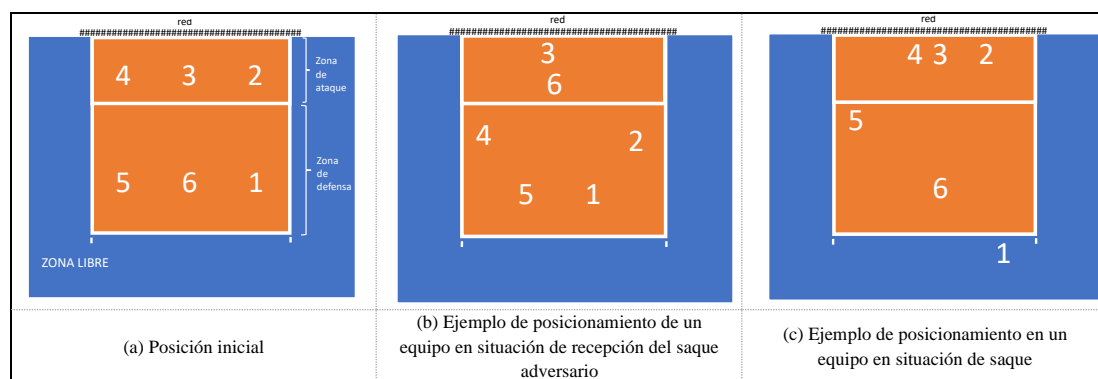 red
########################################
Zona
de
ataque
4 3 2
Zona
de
defensa
5 6 1
ZONA LIBRE
(a) Posición inicial
red
########################################
3
6
4
2
5 1
(b) Ejemplo de posicionamiento de un
equipo en situación de recepción del saque
adversario
red
########################################
4 3 2
5
6
1
(c) Ejemplo de posicionamiento en un
equipo en situación de saque